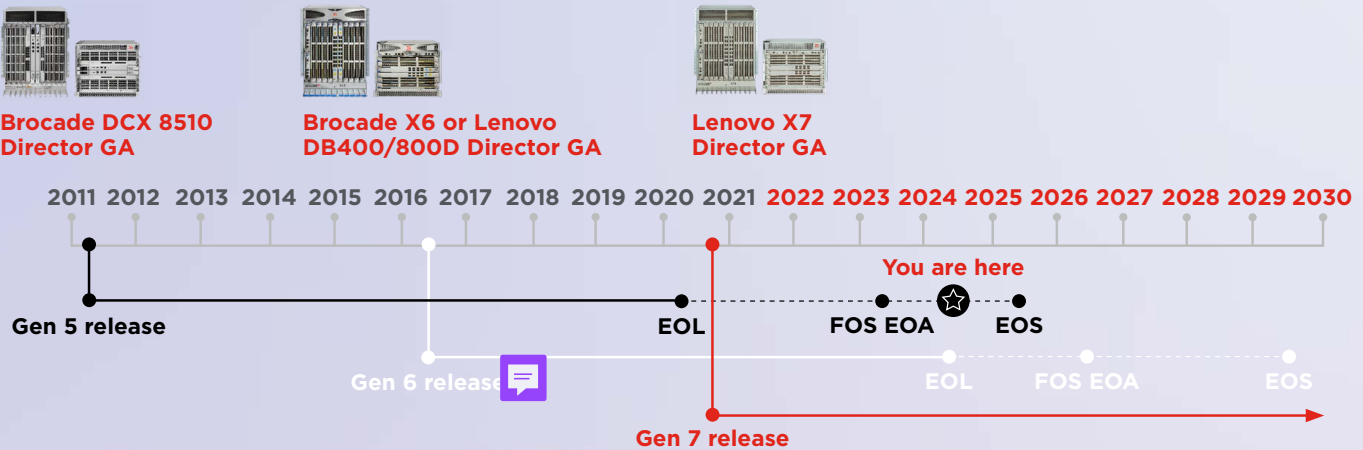 Brocade DCX 8510
Director GA
Brocade X6 or Lenovo
DB400/800D Director GA
Lenovo X7
Director GA
2011 2012 2013 2014 2015 2016 2017 2018 2019 2020 2021 2022 2023 2024 2025 2026 2027 2028 2029 2030
You are here
Gen 5 release
EOL
FOS EOA
EOS
Gen 6 release
EOL
FOS EOA
EOS
Gen 7 release